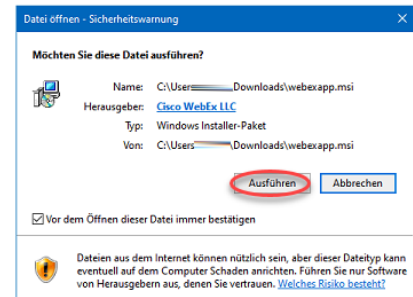 Datei öffnen - Sicherheitswarnung
Möchten Sie diese Datei ausführen?
Name: C:\User Downloads\webexapp.msi
Herausgeber: Cisco WebEx LLC
Typ: Windows Installer-Paket
Von: C:\Users \Downloads\webexapp.msi
Ausführen Abbrechen
Vor dem Öffnen dieser Datei immer bestätigen
Dateien aus dem Internet können nützlich sein, aber dieser Dateityp kann
eventuell auf dem Computer Schaden anrichten. Führen Sie nur Software
von Herausgebern aus, denen Sie vertrauen. Welches Risiko besteht?